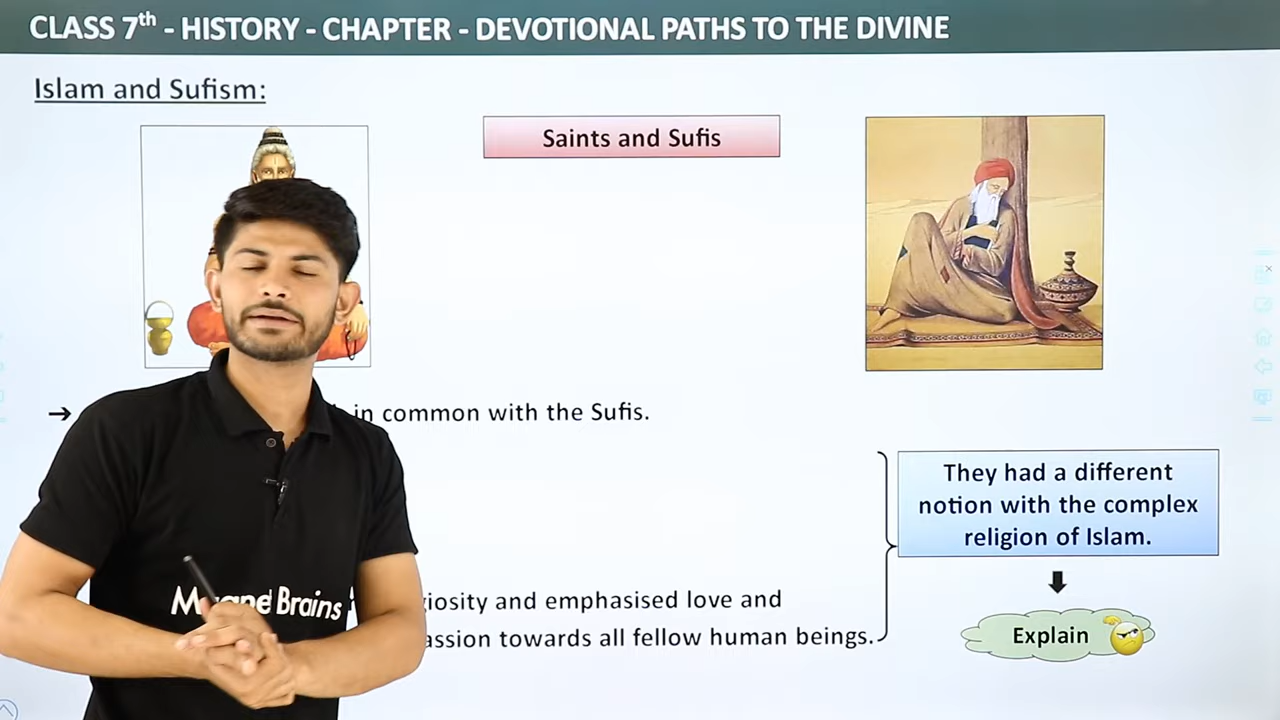 CLASS 7th - HISTORY - CHAPTER - DEVOTIONAL PATHS TO THE DIVINE
Islam and Sufism:
Saints and Sufis
➔ in common with the Sufis.
They had a different
notion with the complex
religion of Islam.
and emphasised love and
towards all fellow human beings.
Explain
Brains